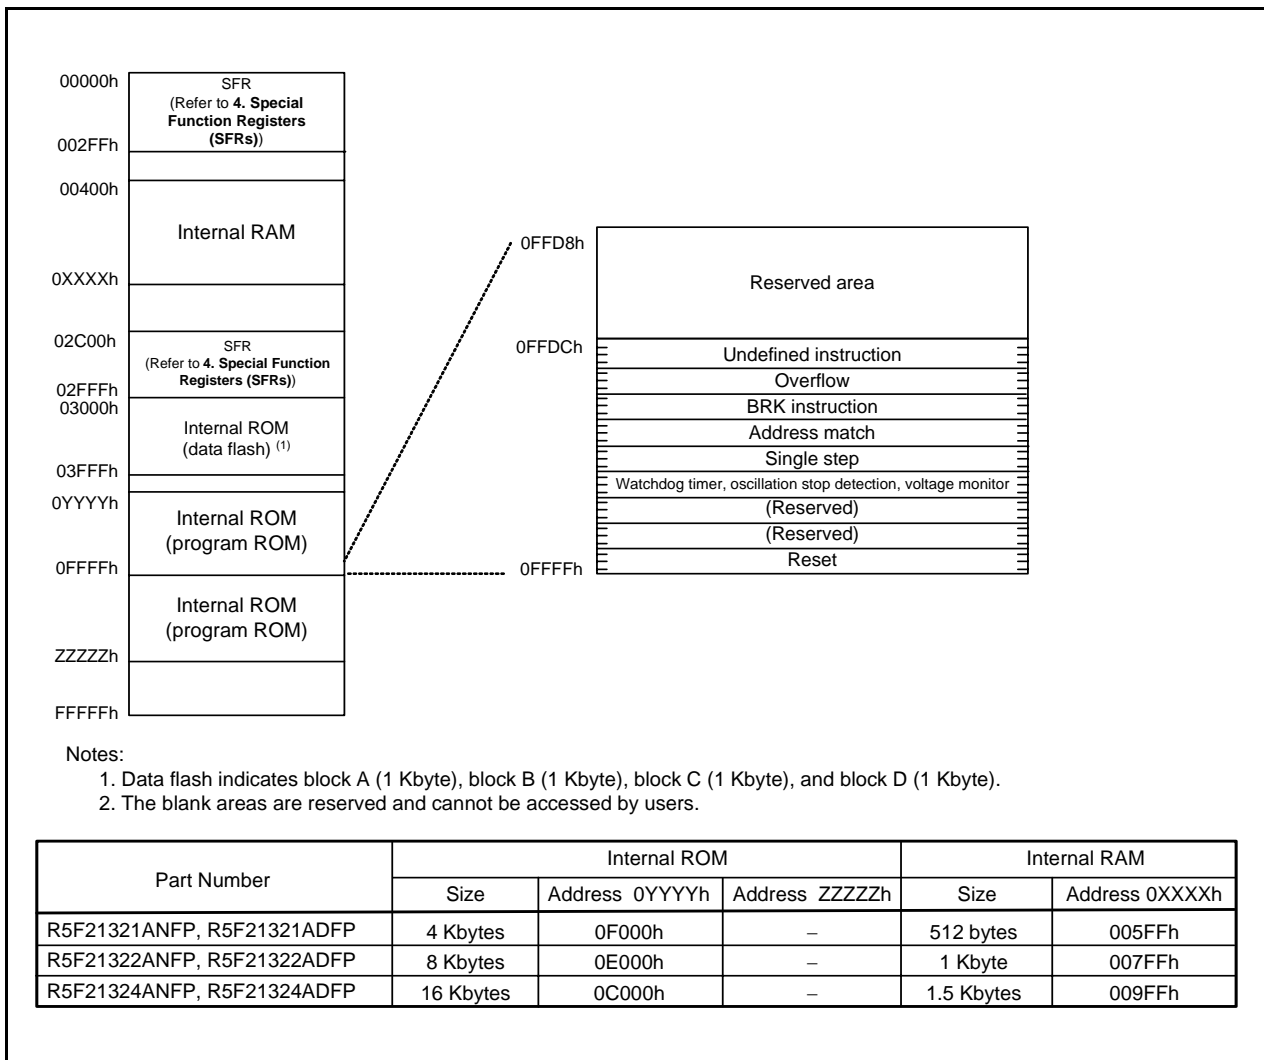 00000h
SFR
(Refer to 4. Special
Function Registers
(SFRs))
002FFh
00400h
Internal RAM
0XXXXh
02C00h
SFR
(Refer to 4. Special Function
Registers (SFRs))
02FFFh
03000h
Internal ROM
(data flash) (1)
03FFFh
0YYYYh
Internal ROM
(program ROM)
0FFFFh
Internal ROM
(program ROM)
ZZZZZh
FFFFFh
0FFD8h
Reserved area
0FFDCh
Undefined instruction
Overflow
BRK instruction
Address match
Single step
Watchdog timer, oscillation stop detection, voltage monitor
(Reserved)
(Reserved)
Reset
0FFFFh
Notes:
1. Data flash indicates block A (1 Kbyte), block B (1 Kbyte), block C (1 Kbyte), and block D (1 Kbyte).
2. The blank areas are reserved and cannot be accessed by users.
Part Number Internal ROM Internal RAM
Size Address 0YYYYh Address ZZZZZh Size Address 0XXXXh
R5F21321ANFP, R5F21321ADFP 4 Kbytes 0F000h – 512 bytes 005FFh
R5F21322ANFP, R5F21322ADFP 8 Kbytes 0E000h – 1 Kbyte 007FFh
R5F21324ANFP, R5F21324ADFP 16 Kbytes 0C000h – 1.5 Kbytes 009FFh